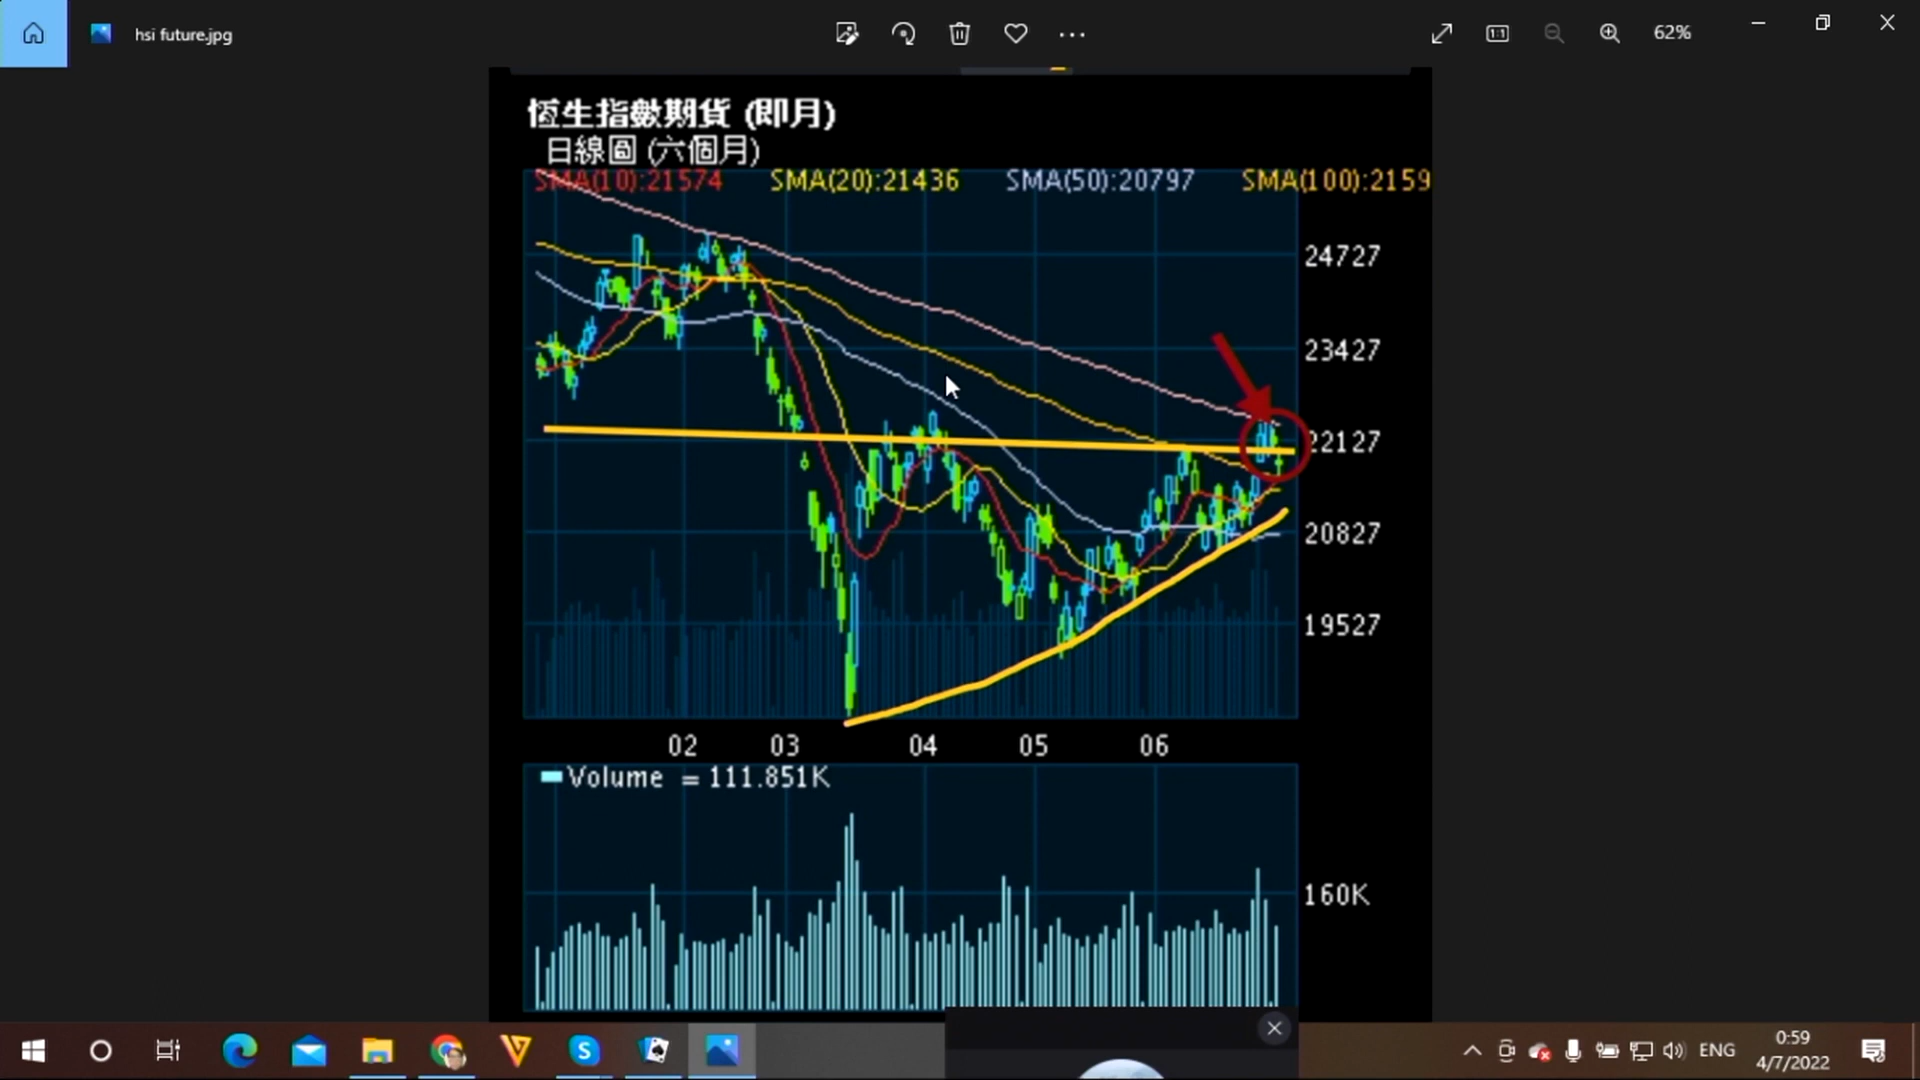 hsi future.jpg
62%
恆生指數期貨 (即月)
日線圖 (六個月)
SMA(10):21574 SMA(20):21436 SMA(50):20797 SMA(100):2159
24727
23427
22127
20827
19527
02 03 04 05 06
Volume = 111.851K
160K
ENG
0:59
4/7/2022